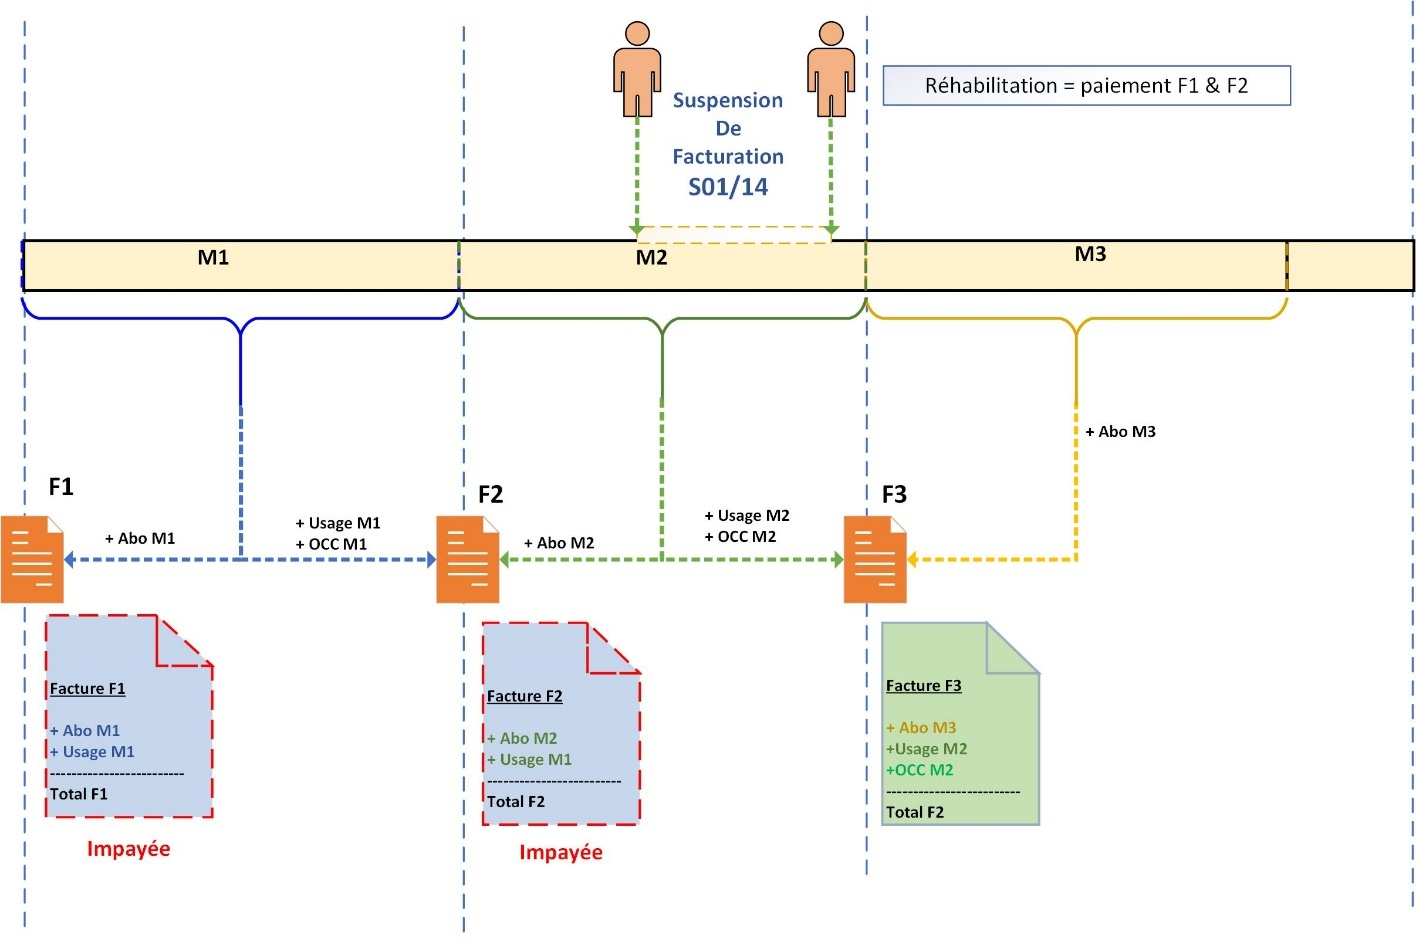 Suspension
De
Facturation
S01/14
Réhabilitation = paiement F1 & F2
M1
M2
M3
+ Abo M3
F1
F2
F3
+ Abo M1
+ Usage M1
+ OCC M1
+ Abo M2
+ Usage M2
+ OCC M2
Facture F1
+ Abo M1
+ Usage M1
-------------------------
Total F1
Impayée
Facture F2
+ Abo M2
+ Usage M1
-------------------------
Total F2
Impayée
Facture F3
+ Abo M3
+Usage M2
+OCC M2
-------------------------
Total F2